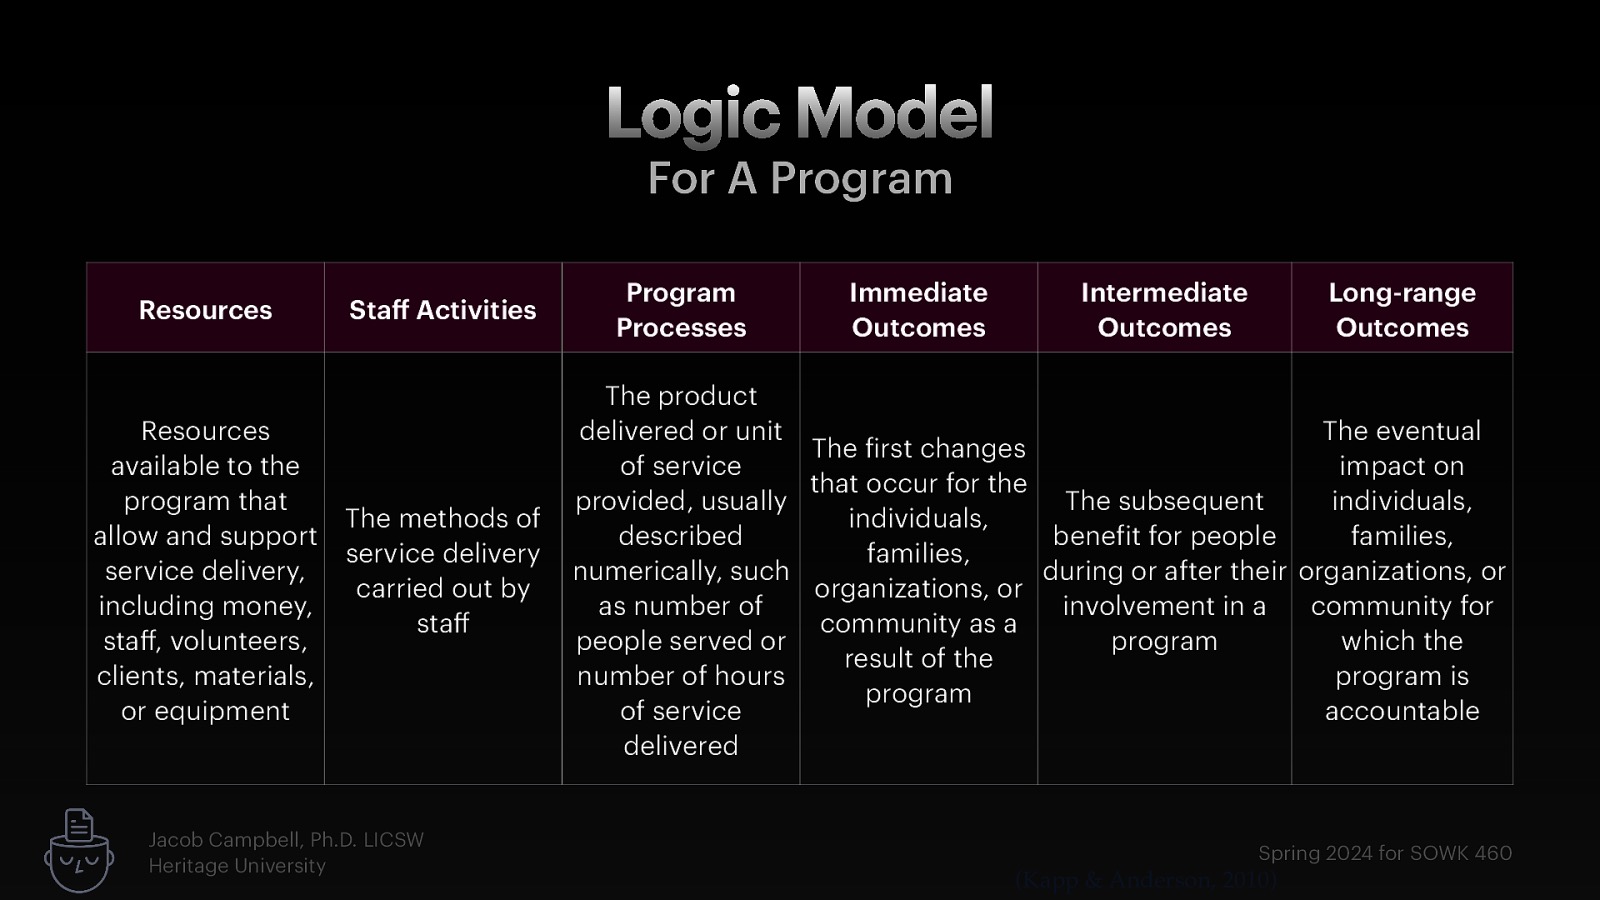 Logic Model
For A Program
Resources
Staff Activities
Program
Processes
Immediate
Outcomes
Intermediate
Outcomes
Long-range
Outcomes
Resources
available to the
program that
allow and support
service delivery,
including money,
staff, volunteers,
clients, materials,
or equipment
The methods of
service delivery
carried out by
staff
The product
delivered or unit
of service
provided, usually
described
numerically, such
as number of
people served or
number of hours
of service
delivered
The first changes
that occur for the
individuals,
families,
organizations, or
community as a
result of the
program
The subsequent
benefit for people
during or after their
involvement in a
program
The eventual
impact on
individuals,
families,
organizations, or
community for
which the
program is
accountable
Jacob Campbell, Ph.D. LICSW
Heritage University
Spring 2024 for SOWK 460
(Kapp & Anderson, 2010)